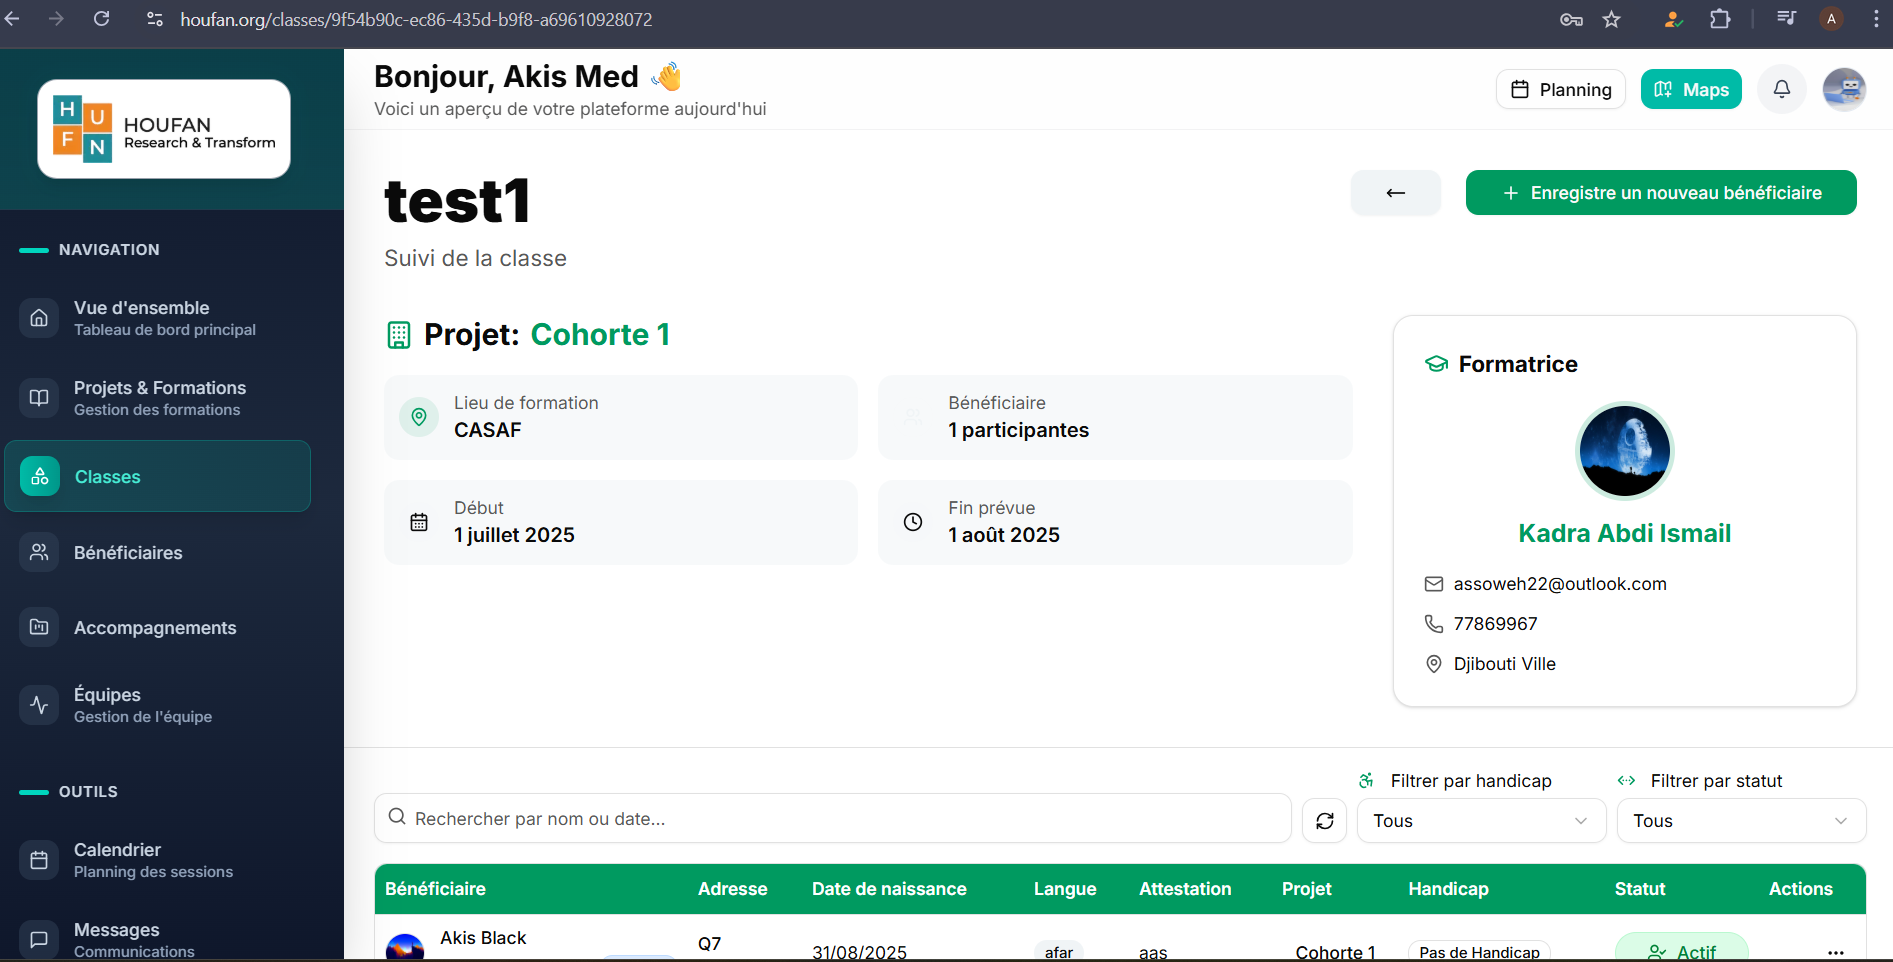 houfan.org/classes/9f54b90c-ec86-435d-b9f8-a69610928072
A
H
U
F
N
HOUFAN
Research & Transform
NAVIGATION
Vue d'ensemble
Tableau de bord principal
Projets & Formations
Gestion des formations
Classes
Bénéficiaires
Accompagnements
Équipes
Gestion de l'équipe
OUTILS
Calendrier
Planning des sessions
Messages
Communications
Bonjour, Akis Med 👋
Voici un aperçu de votre plateforme aujourd'hui
Planning
Maps
test1
Suivi de la classe
← 
+ Enregistre un nouveau bénéficiaire
Projet: Cohorte 1
Lieu de formation
CASAF
Bénéficiaire
1 participantes
Début
1 juillet 2025
Fin prévue
1 août 2025
Formatrice
Kadra Abdi Ismail
assoweh22@outlook.com
77869967
Djibouti Ville
Rechercher par nom ou date...
Filtrer par handicap
Tous
Filtrer par statut
Tous
Bénéficiaire Adresse Date de naissance Langue Attestation Projet Handicap Statut Actions
Akis Black Q7 31/08/2025 afar aas Cohorte 1 Pas de Handicap Actif ...